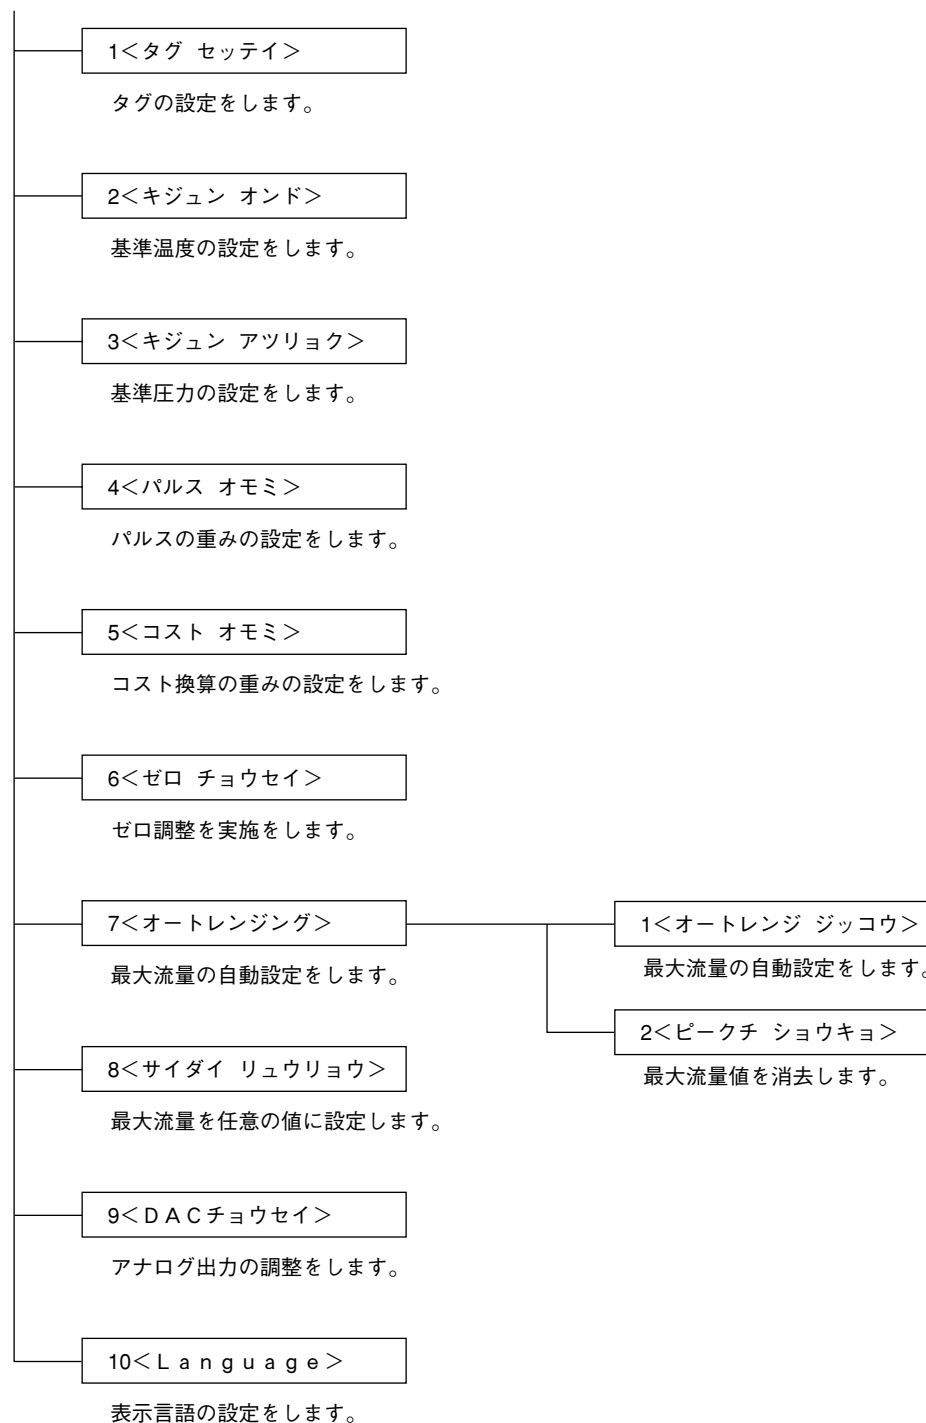 1<タグ セッテイ>
タグの設定をします。
2<キジュン オンド>
基準温度の設定をします。
3<キジュン アツリョク>
基準圧力の設定をします。
4<パルス オモミ>
パルスの重みの設定をします。
5<コスト オモミ>
コスト換算の重みの設定をします。
6<ゼロ チョウセイ>
ゼロ調整を実施をします。
7<オートレンジング>
最大流量の自動設定をします。
1<オートレンジ ジッコウ>
最大流量の自動設定をします。
2<ピークチ ショウキョ>
最大流量値を消去します。
8<サイダイ リュウリョウ>
最大流量を任意の値に設定します。
9<DACチョウセイ>
アナログ出力の調整をします。
10<Language>
表示言語の設定をします。